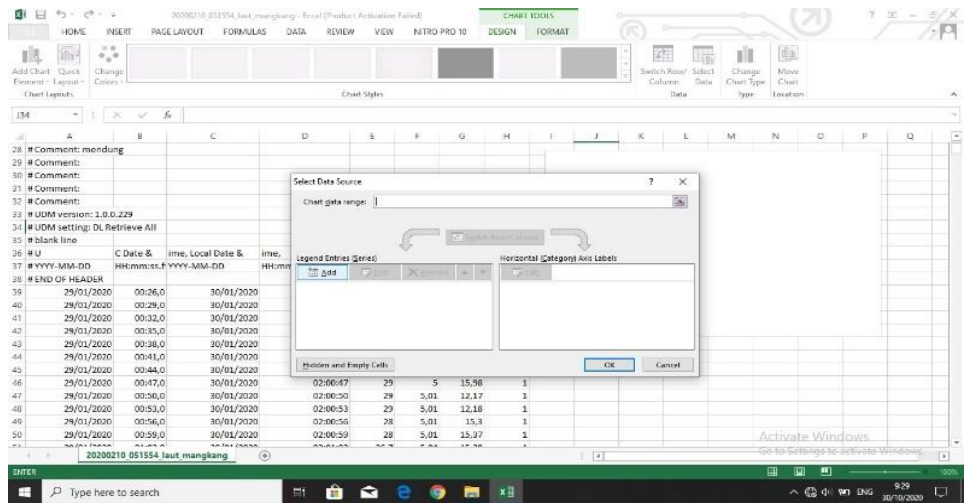 20200210_051554_laut_mangkang - Excel (Product Activation Failed)
CHART TOOLS
HOME INSERT PAGE LAYOUT FORMULAS DATA REVIEW VIEW NITRO PRO 10 DESIGN FORMAT
Add Chart Element
Quick Layout
Change Colors
Switch Row/ Column
Select Data
Change Chart Type
Move Chart
Chart Layouts
Chart Styles
Data
Type
Location
J34
A B C D E F G H I J K L M N O P Q
28 # Comment: mendung
29 # Comment:
30 # Comment:
31 # Comment:
32 # Comment:
33 # UDM version: 1.0.0.229
34 # UDM setting: DL Retrieve All
35 # blank line
36 # U C Date & ime, Local Date & ime,
37 # YYYY-MM-DD HH:mm:ss.f YYYY-MM-DD
38 # END OF HEADER
39 29/01/2020 00:26,0 30/01/2020
40 29/01/2020 00:29,0 30/01/2020
41 29/01/2020 00:32,0 30/01/2020
42 29/01/2020 00:35,0 30/01/2020
43 29/01/2020 00:38,0 30/01/2020
44 29/01/2020 00:41,0 30/01/2020
45 29/01/2020 00:44,0 30/01/2020
46 29/01/2020 00:47,0 30/01/2020 02:00:47 29 5 15,98 1
47 29/01/2020 00:50,0 30/01/2020 02:00:50 29 5,01 12,17 1
48 29/01/2020 00:53,0 30/01/2020 02:00:53 29 5,01 12,18 1
49 29/01/2020 00:56,0 30/01/2020 02:00:56 28 5,01 15,3 1
50 29/01/2020 00:59,0 30/01/2020 02:00:59 28 5,01 15,37 1
Select Data Source
Chart data range:
Switch Row/Column
Legend Entries (Series)
Horizontal (Category) Axis Labels
Add Edit Remove
Edit
Hidden and Empty Cells
OK
Cancel
Activate Windows
Go to Settings to activate Windows.
20200210_051554_laut_mangkang
ENTER
100%
Type here to search
ENG
9:29
30/10/2020